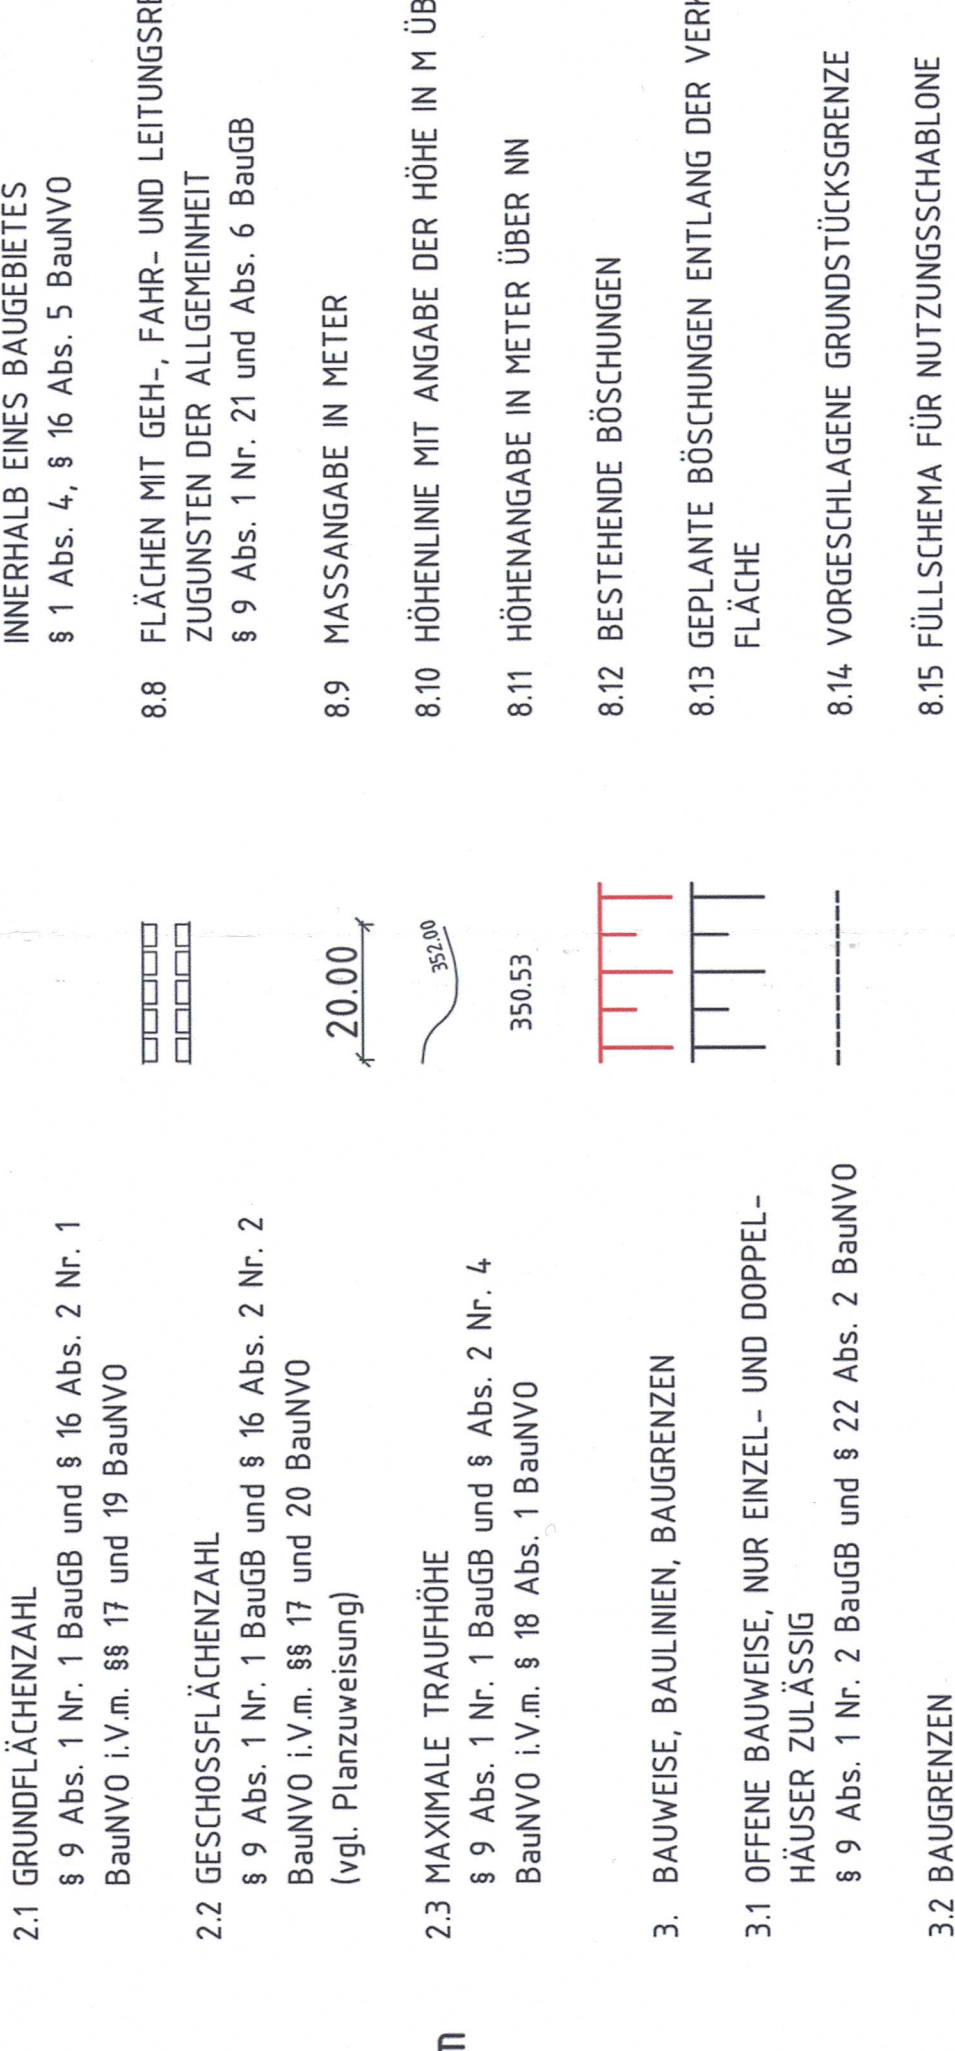 2.1 GRUNDFLÄCHENZAHL
§ 9 Abs. 1 Nr. 1 BauGB und § 16 Abs. 2 Nr. 1
BauNVO i.V.m. §§ 17 und 19 BauNVO
2.2 GESCHOSSFLÄCHENZAHL
§ 9 Abs. 1 Nr. 1 BauGB und § 16 Abs. 2 Nr. 2
BauNVO i.V.m. §§ 17 und 20 BauNVO
(vgl. Planzuweisung)
2.3 MAXIMALE TRAUFHÖHE
§ 9 Abs. 1 Nr. 1 BauGB und § Abs. 2 Nr. 4
BauNVO i.V.m. § 18 Abs. 1 BauNVO
3. BAUWEISE, BAULINIEN, BAUGRENZEN
3.1 OFFENE BAUWEISE, NUR EINZEL- UND DOPPEL-
HÄUSER ZULÄSSIG
§ 9 Abs. 1 Nr. 2 BauGB und § 22 Abs. 2 BauNVO
3.2 BAUGRENZEN
20.00
352.00
350.53
INNERHALB EINES BAUGEBIETES
§ 1 Abs. 4, § 16 Abs. 5 BauNVO
8.8 FLÄCHEN MIT GEH-, FAHR- UND LEITUNGSRE
ZUGUNSTEN DER ALLGEMEINHEIT
§ 9 Abs. 1 Nr. 21 und Abs. 6 BauGB
8.9 MASSANGABE IN METER
8.10 HÖHENLINIE MIT ANGABE DER HÖHE IN M ÜB
8.11 HÖHENANGABE IN METER ÜBER NN
8.12 BESTEHENDE BÖSCHUNGEN
8.13 GEPLANTE BÖSCHUNGEN ENTLANG DER VERK
FLÄCHE
8.14 VORGESCHLAGENE GRUNDSTÜCKSGRENZE
8.15 FÜLLSCHEMA FÜR NUTZUNGSSCHABLONE